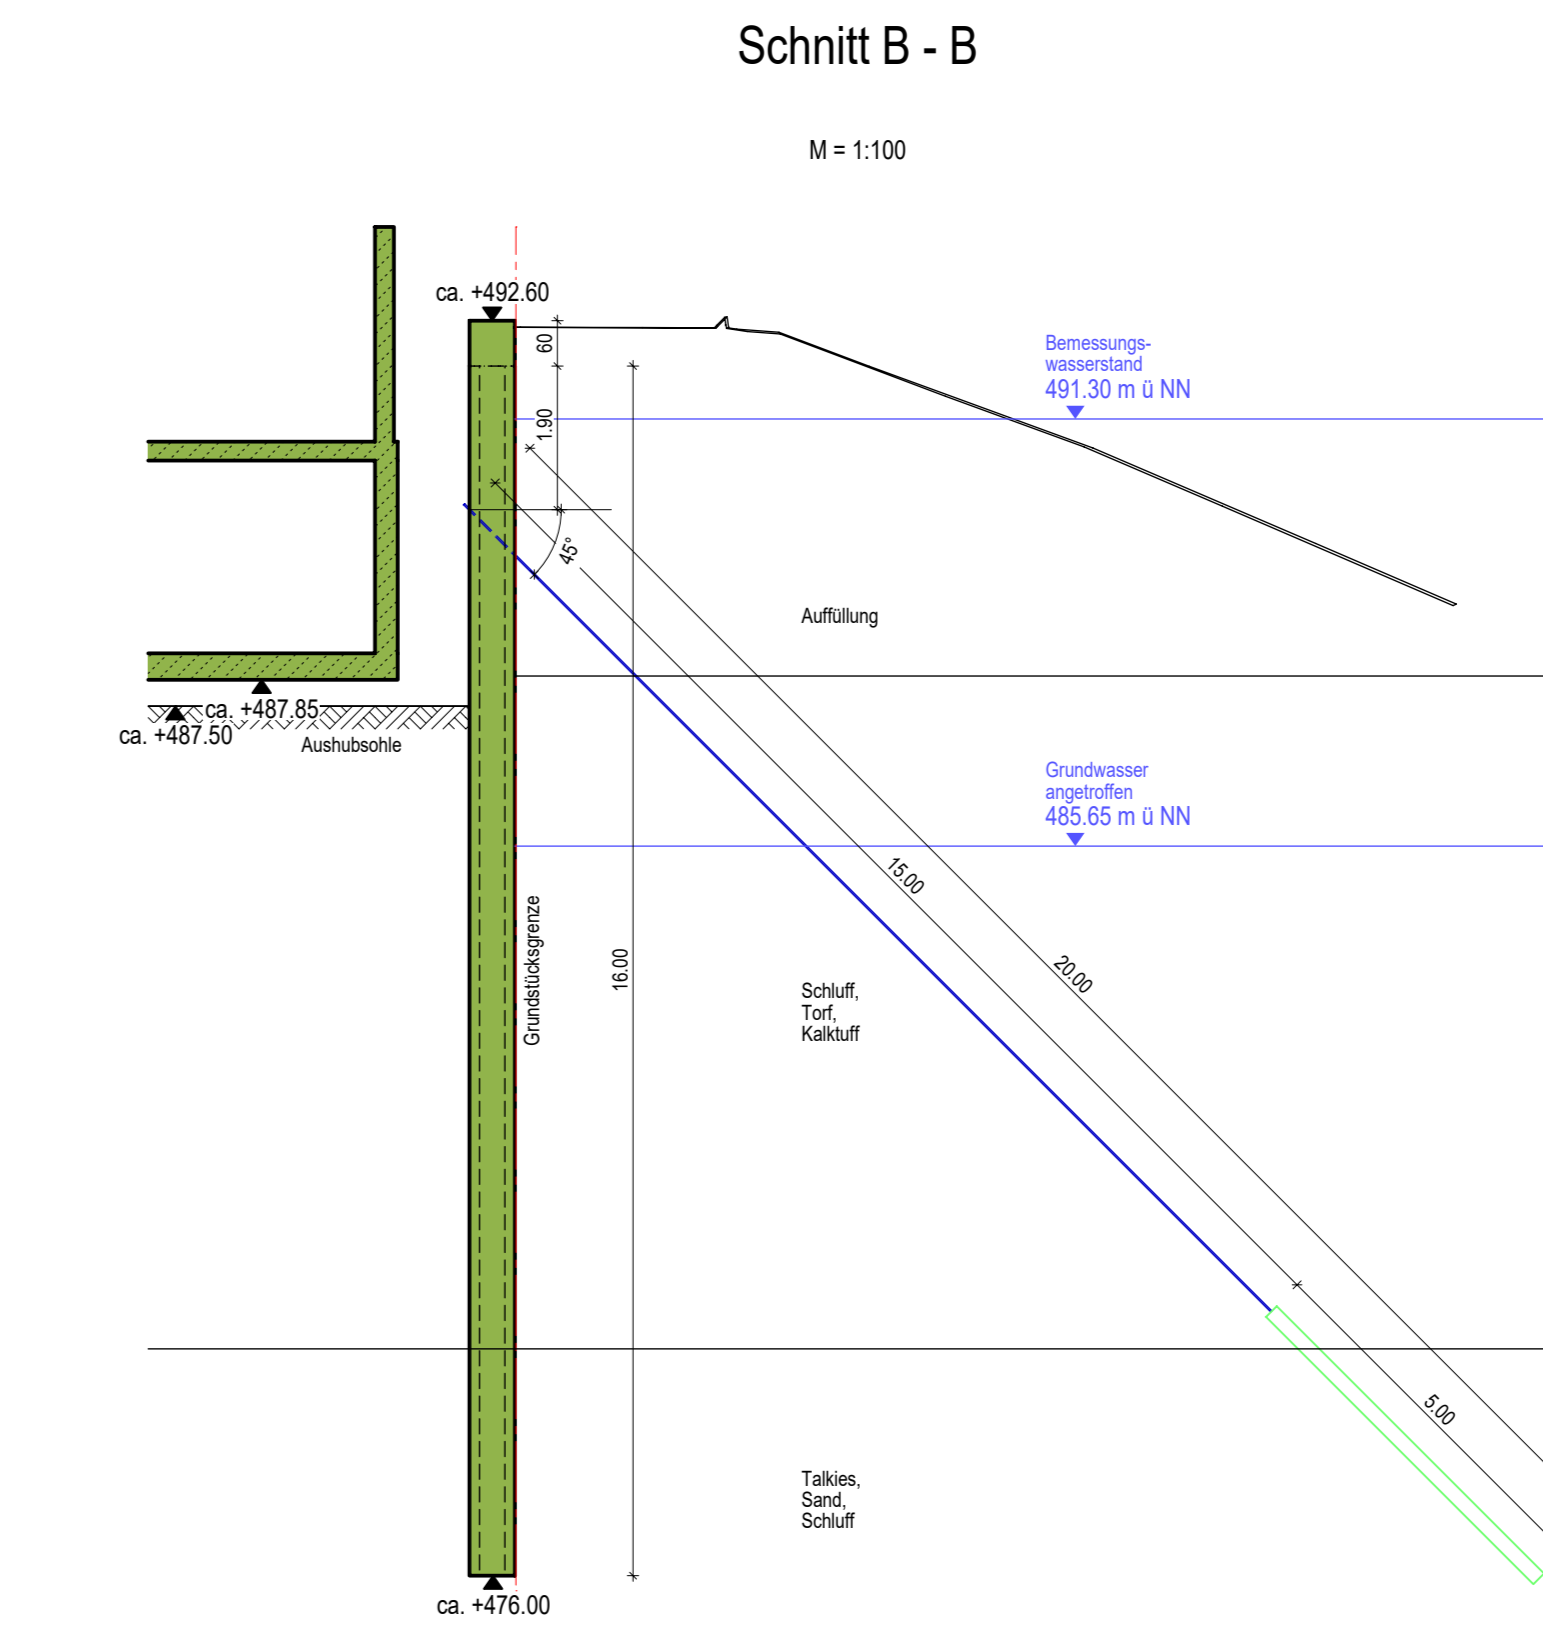 Schnitt B - B
M = 1:100
ca. +492.60
60
1.90
45°
Bemessungs-
wasserstand
491.30 m ü NN
Auffüllung
ca. +487.85
ca. +487.50
Aushubsohle
Grundwasser
angetroffen
485.65 m ü NN
15.00
20.00
16.00
Grundstücksgrenze
Schluff,
Torf,
Kalktuff
5.00
Talkies,
Sand,
Schluff
ca. +476.00